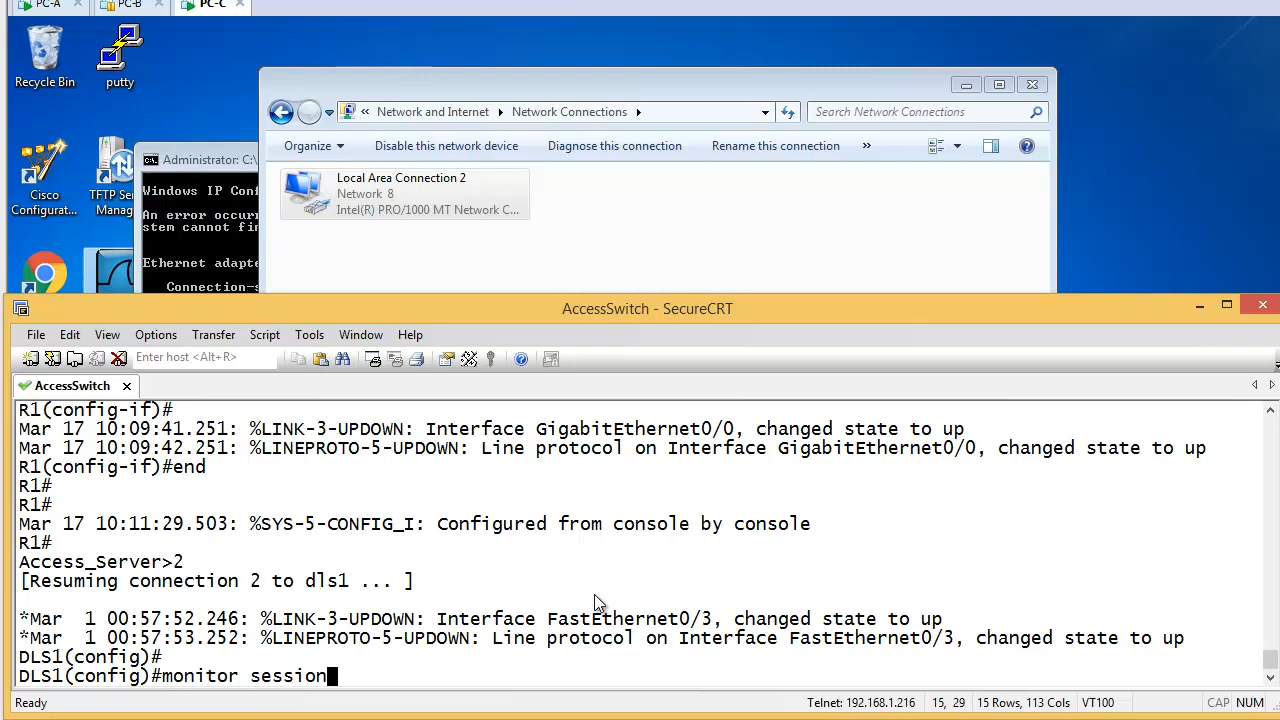 PC-A
PC-B
PC-C
Recycle Bin
putty
Network and Internet
Network Connections
Search Network Connections
Organize
Disable this network device
Diagnose this connection
Rename this connection
»
Cisco
Configurat...
TFTP Ser
Manag
Administrator: C:\
Windows IP Conf
An error occurr
stem cannot fin
Ethernet adapte
Connection-s
Local Area Connection 2
Network 8
Intel(R) PRO/1000 MT Network C...
AccessSwitch - SecureCRT
File Edit View Options Transfer Script Tools Window Help
Enter host <Alt+R>
AccessSwitch
R1(config-if)#
Mar 17 10:09:41.251: %LINK-3-UPDOWN: Interface GigabitEthernet0/0, changed state to up
Mar 17 10:09:42.251: %LINEPROTO-5-UPDOWN: Line protocol on Interface GigabitEthernet0/0, changed state to up
R1(config-if)#end
R1#
R1#
Mar 17 10:11:29.503: %SYS-5-CONFIG_I: Configured from console by console
R1#
Access_Server>2
[Resuming connection 2 to dls1 ... ]
*Mar  1 00:57:52.246: %LINK-3-UPDOWN: Interface FastEthernet0/3, changed state to up
*Mar  1 00:57:53.252: %LINEPROTO-5-UPDOWN: Line protocol on Interface FastEthernet0/3, changed state to up
DLS1(config)#
DLS1(config)#monitor session
Ready
Telnet: 192.168.1.216
15, 29
15 Rows, 113 Cols
VT100
CAP
NUM